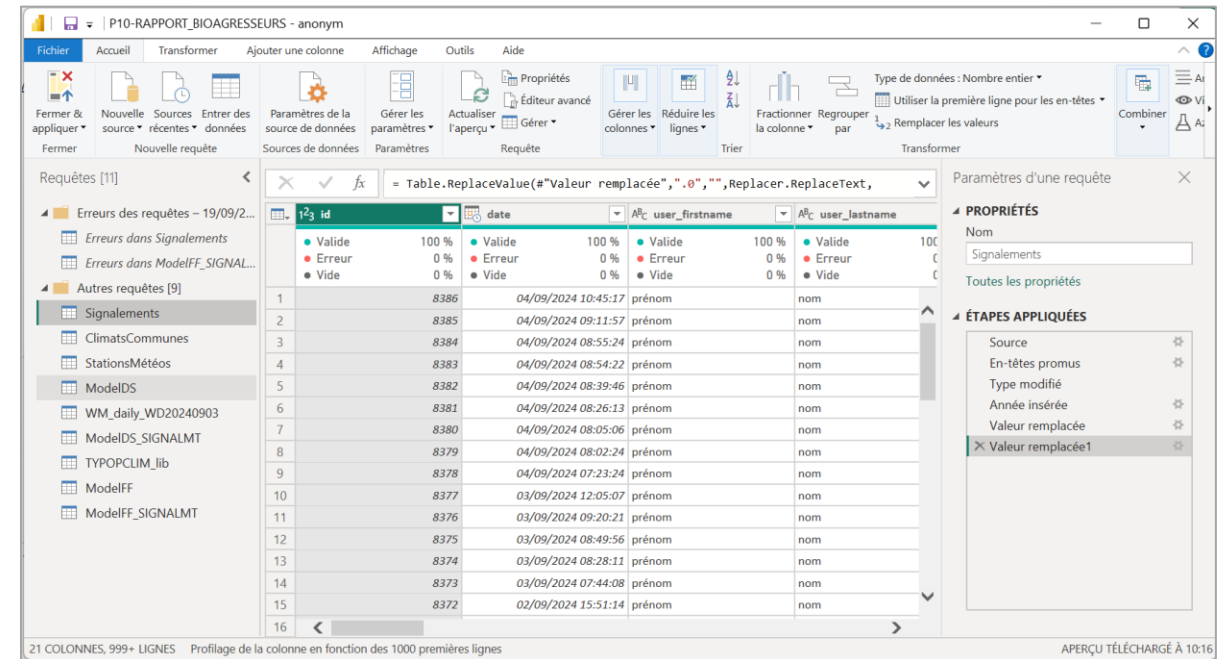 P10-RAPPORT_BIOAGRESSEURS - anonym
Fichier Accueil Transformer Ajouter une colonne Affichage Outils Aide
Fermer & appliquer
Nouvelle source
Sources récentes
Entrer des données
Paramètres de la source de données
Gérer les paramètres
Actualiser l'aperçu
Propriétés
Éditeur avancé
Gérer
Gérer les colonnes
Réduire les lignes
Fractionner la colonne
Regrouper par
Type de données : Nombre entier
Utiliser la première ligne pour les en-têtes
Remplacer les valeurs
Combiner
Fermer Nouvelle requête Sources de données Paramètres Requête Trier Transformer
Requêtes [11]
Erreurs des requêtes – 19/09/2...
Erreurs dans Signalements
Erreurs dans ModelFF_SIGNAL...
Autres requêtes [9]
Signalements
ClimatsCommunes
StationsMétéos
ModelDS
WM_daily_WD20240903
ModelDS_SIGNALMT
TYPOPCLIM_lib
ModelFF
ModelFF_SIGNALMT
fx = Table.ReplaceValue(#"Valeur remplacée",".0","",Replacer.ReplaceText,
id date user_firstname user_lastname
Valide 100 % Valide 100 % Valide 100 % Valide
Erreur 0 % Erreur 0 % Erreur 0 % Erreur
Vide 0 % Vide 0 % Vide 0 % Vide
1 8386 04/09/2024 10:45:17 prénom nom
2 8385 04/09/2024 09:11:57 prénom nom
3 8384 04/09/2024 08:55:24 prénom nom
4 8383 04/09/2024 08:54:22 prénom nom
5 8382 04/09/2024 08:39:46 prénom nom
6 8381 04/09/2024 08:26:13 prénom nom
7 8380 04/09/2024 08:05:06 prénom nom
8 8379 04/09/2024 08:02:24 prénom nom
9 8378 04/09/2024 07:23:24 prénom nom
10 8377 03/09/2024 12:05:07 prénom nom
11 8376 03/09/2024 09:20:21 prénom nom
12 8375 03/09/2024 08:49:56 prénom nom
13 8374 03/09/2024 08:28:11 prénom nom
14 8373 03/09/2024 07:44:08 prénom nom
15 8372 02/09/2024 15:51:14 prénom nom
16
Paramètres d'une requête
PROPRIÉTÉS
Nom
Signalements
Toutes les propriétés
ÉTAPES APPLIQUÉES
Source
En-têtes promus
Type modifié
Année insérée
Valeur remplacée
Valeur remplacée1
21 COLONNES, 999+ LIGNES Profilage de la colonne en fonction des 1000 premières lignes
APERÇU TÉLÉCHARGÉ À 10:16